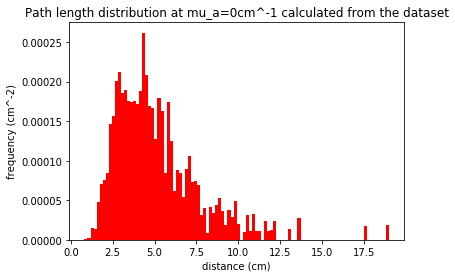 Path length distribution at mu_a=0cm^-1 calculated from the dataset
frequency (cm^-2)
0.00025
0.00020
0.00015
0.00010
0.00005
0.00000
0.0 2.5 5.0 7.5 10.0 12.5 15.0 17.5
distance (cm)